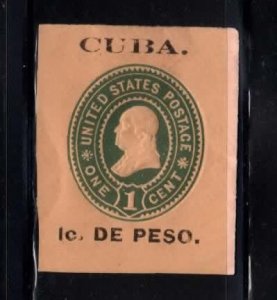 CUBA.
UNITED STATES POSTAGE
1
ONE CENT
1c. DE PESO.